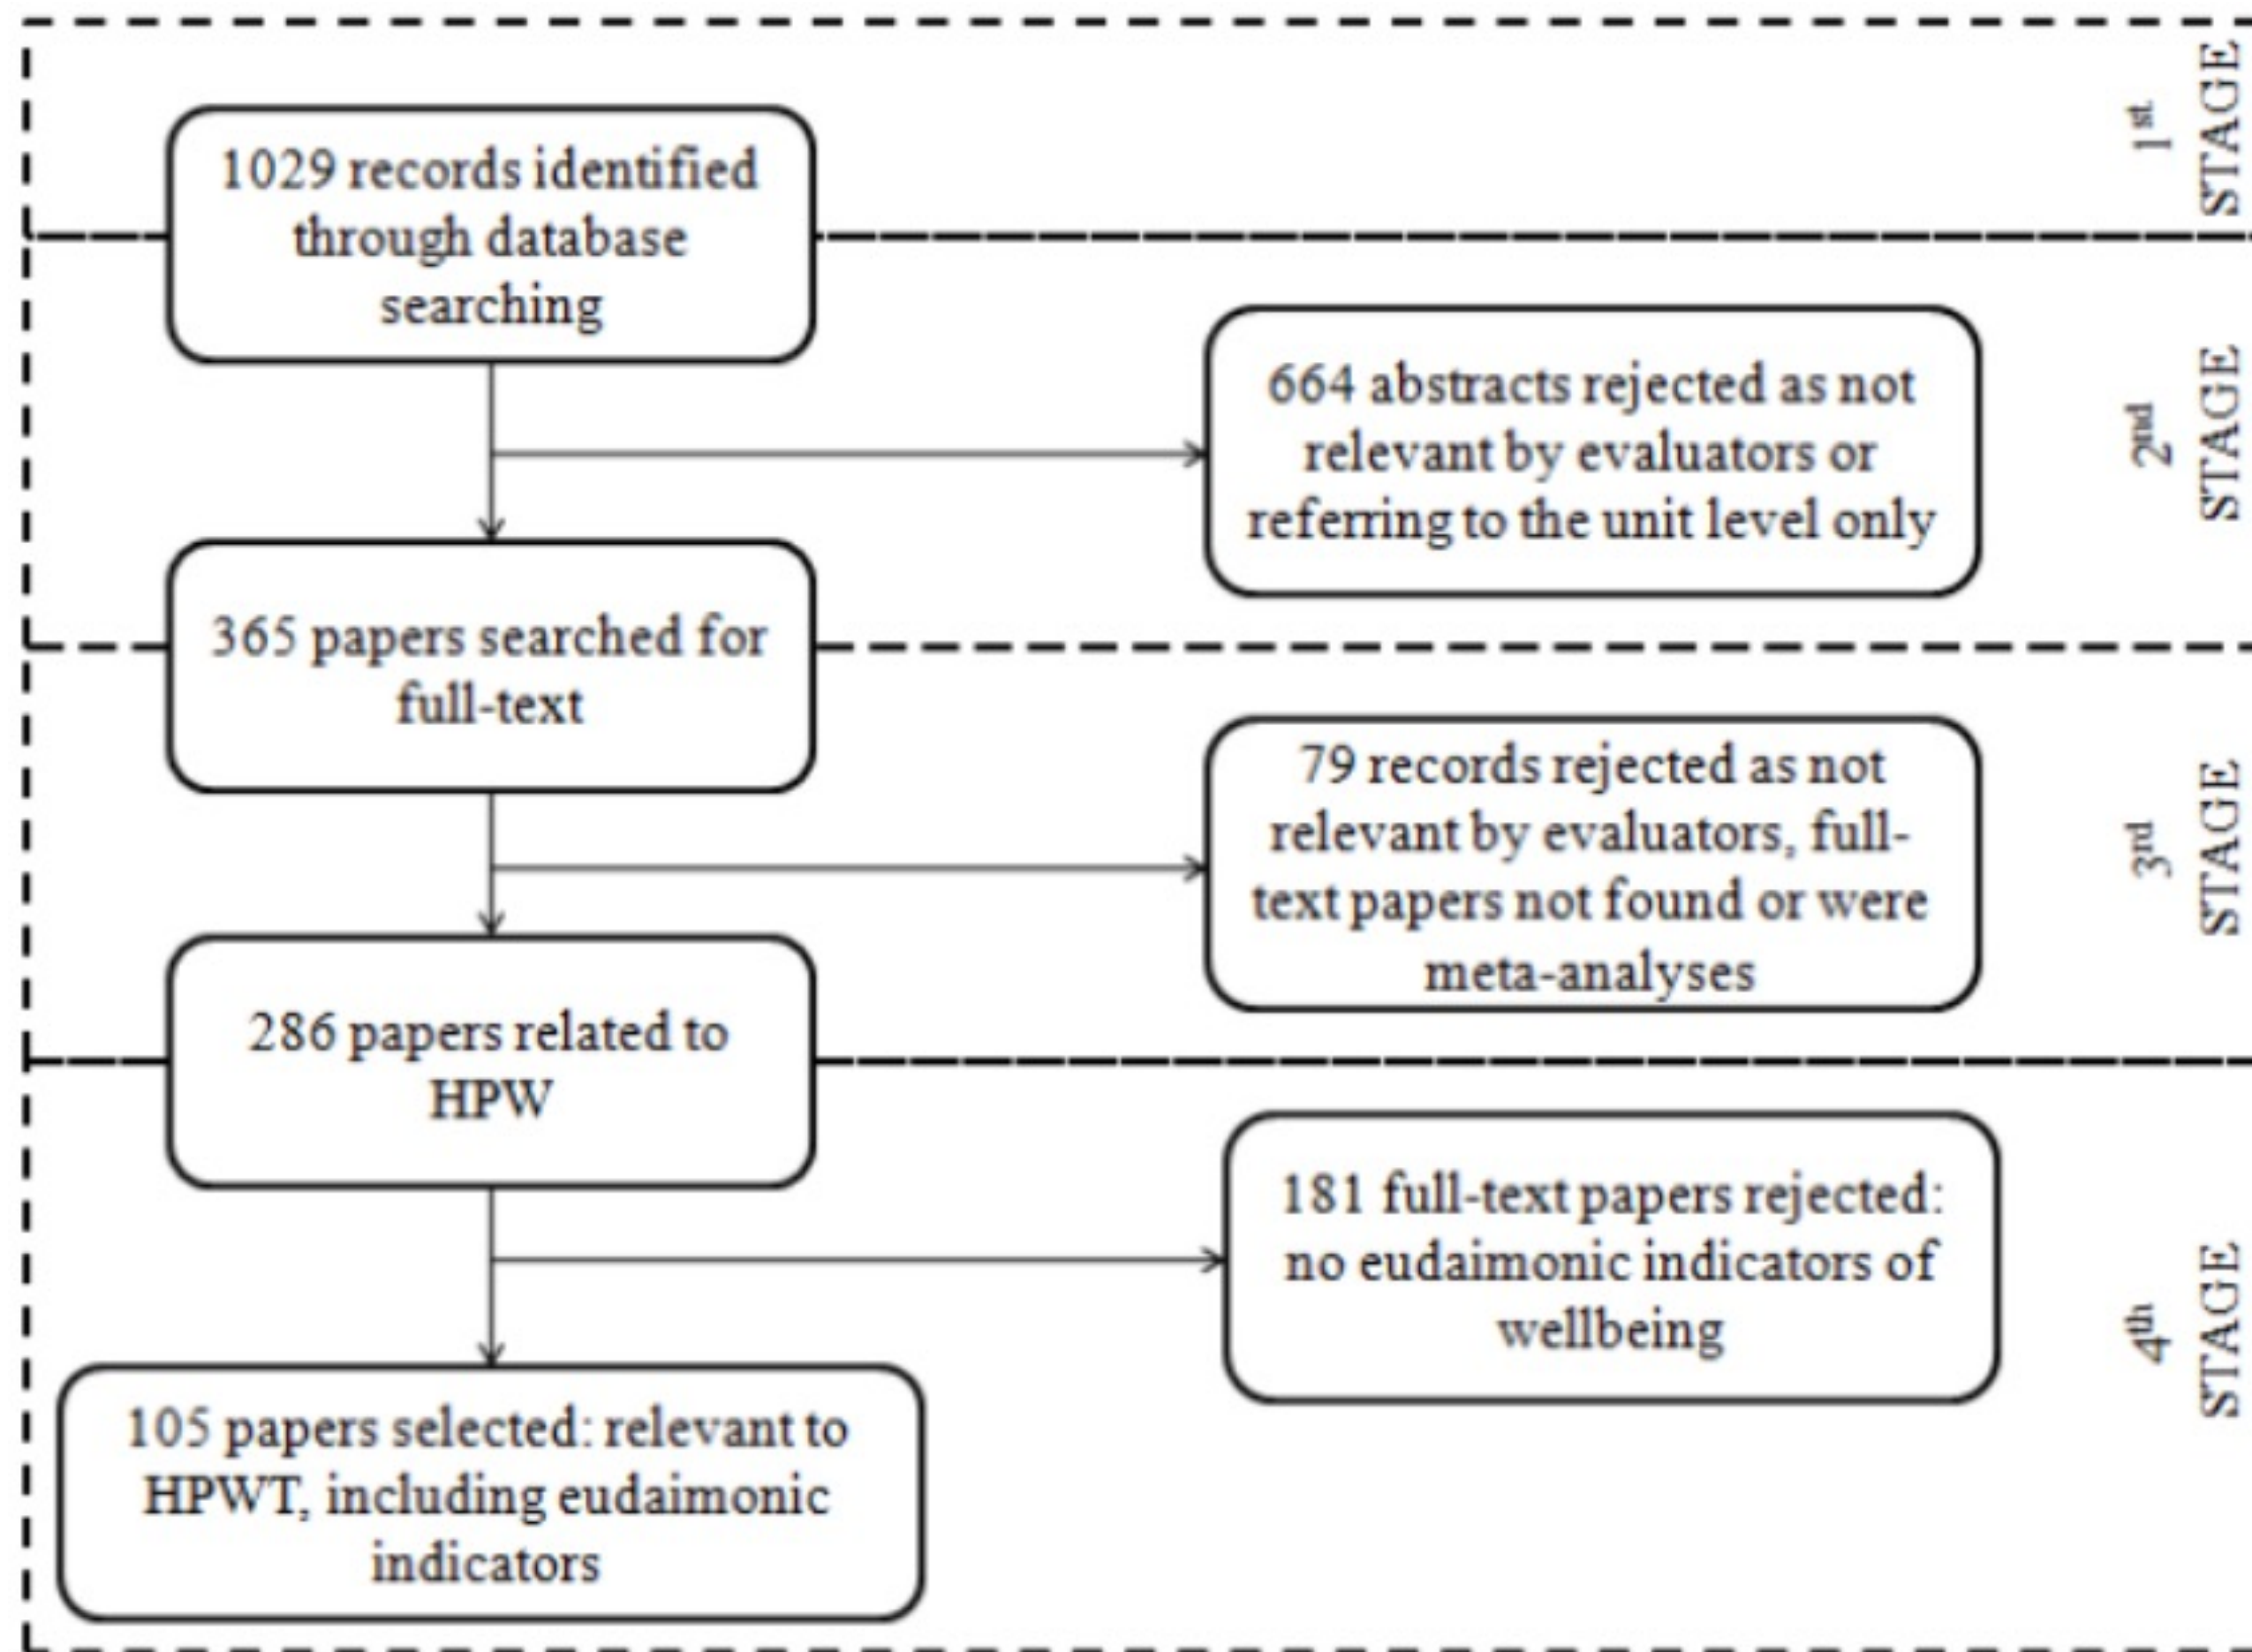 1029 records identified
through database
searching
1st
STAGE
664 abstracts rejected as not
relevant by evaluators or
referring to the unit level only
2nd
STAGE
365 papers searched for
full-text
79 records rejected as not
relevant by evaluators, full-
text papers not found or were
meta-analyses
3rd
STAGE
286 papers related to
HPW
181 full-text papers rejected:
no eudaimonic indicators of
wellbeing
4th
STAGE
105 papers selected: relevant to
HPWT, including eudaimonic
indicators